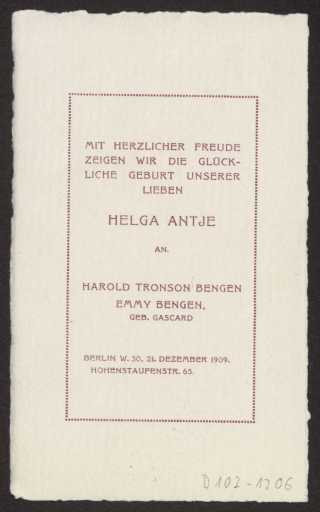 MIT HERZLICHER FREUDE
ZEIGEN WIR DIE GLÜCK-
LICHE GEBURT UNSERER
LIEBEN
HELGA ANTJE
AN.
HAROLD TRONSON BENGEN
EMMY BENGEN,
GEB. GASCARD
BERLIN W. 30, 21. DEZEMBER 1909.
HOHENSTAUFENSTR. 65.
D102-1206